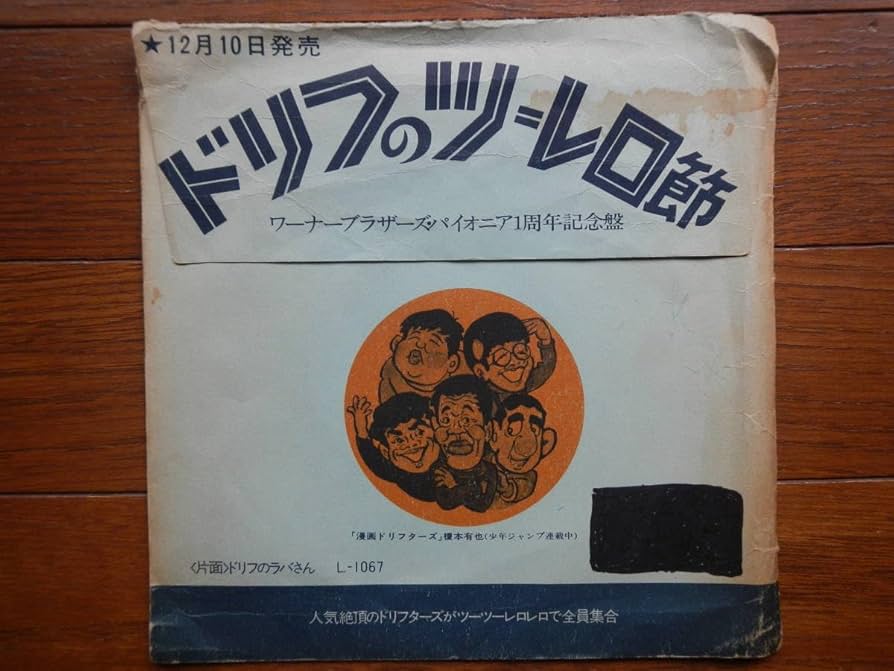 ★12月10日発売
ドリフのツーレロ節
ワーナーブラザーズ・パイオニア1周年記念盤
「漫画ドリフターズ」榎本有也(少年ジャンプ連載中)
〈片面〉ドリフのラバさん L-1067
人気絶頂のドリフターズがツーツーレロレロで全員集合